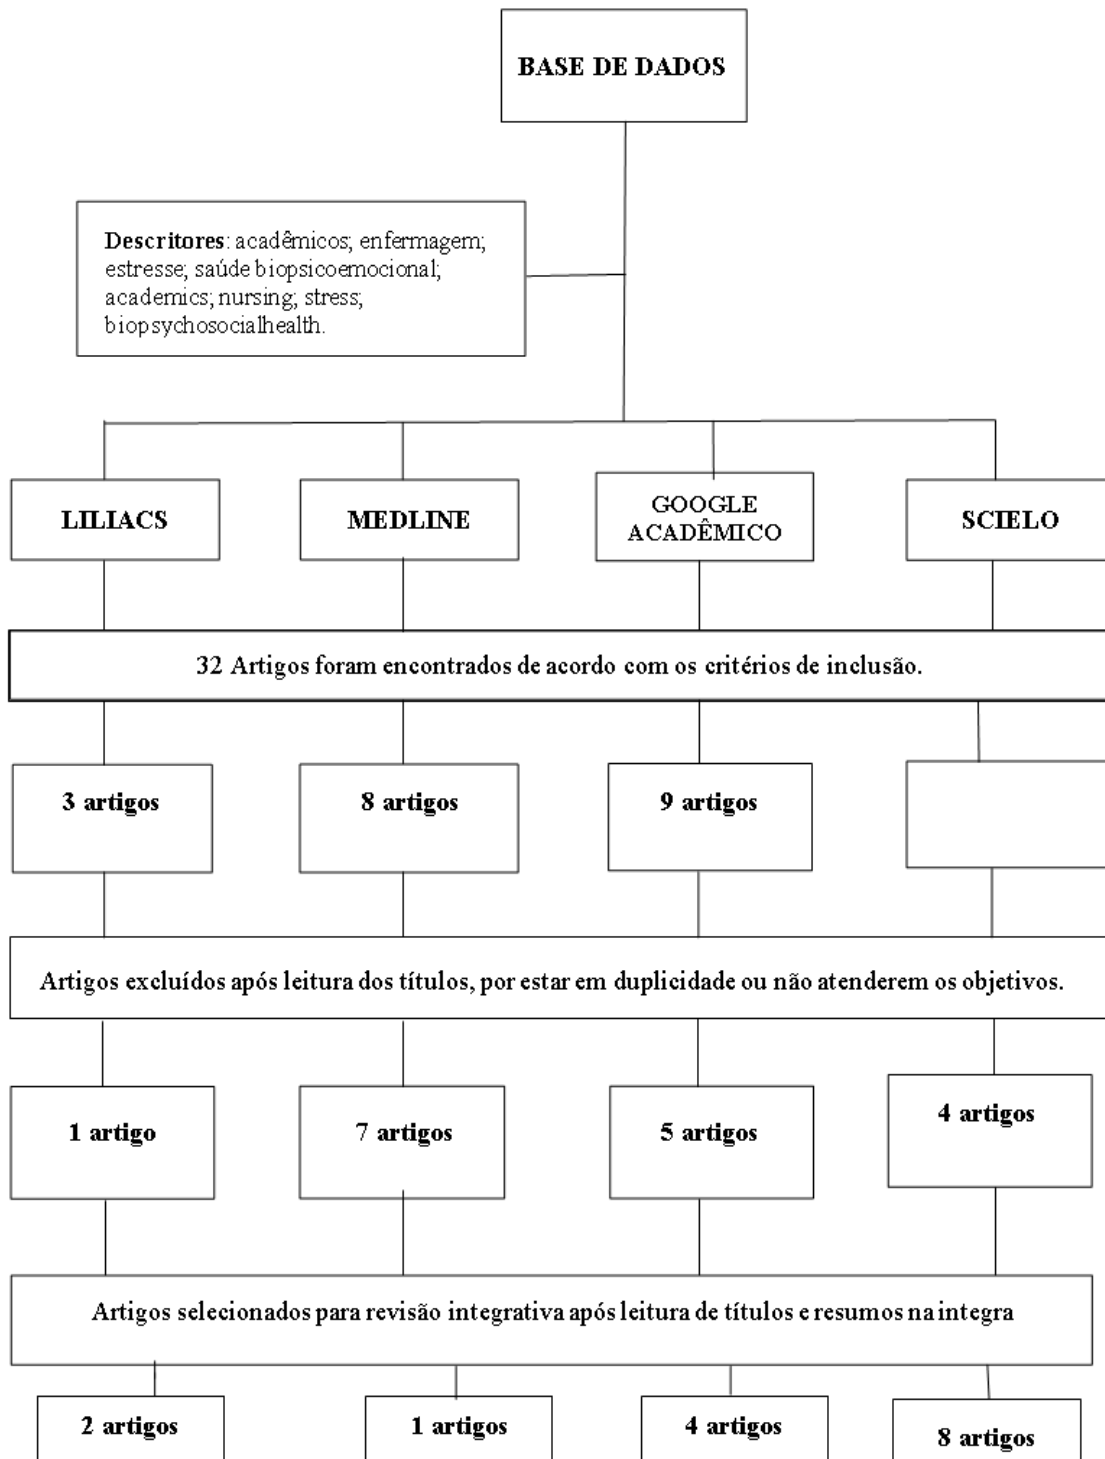 BASE DE DADOS
Descritores: acadêmicos; enfermagem;
estresse; saúde biopsicoemocional;
academics; nursing; stress;
biopsychosocialhealth.
LILIACS
MEDLINE
GOOGLE
ACADÊMICO
SCIELO
32 Artigos foram encontrados de acordo com os critérios de inclusão.
3 artigos
8 artigos
9 artigos
Artigos excluídos após leitura dos títulos, por estar em duplicidade ou não atenderem os objetivos.
1 artigo
7 artigos
5 artigos
4 artigos
Artigos selecionados para revisão integrativa após leitura de títulos e resumos na integra
2 artigos
1 artigos
4 artigos
8 artigos